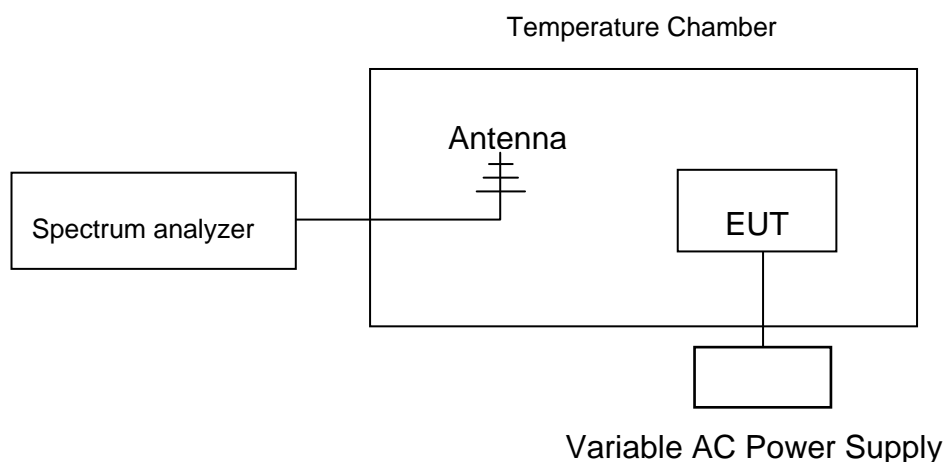 Temperature Chamber
Antenna
Spectrum analyzer
EUT
Variable AC Power Supply